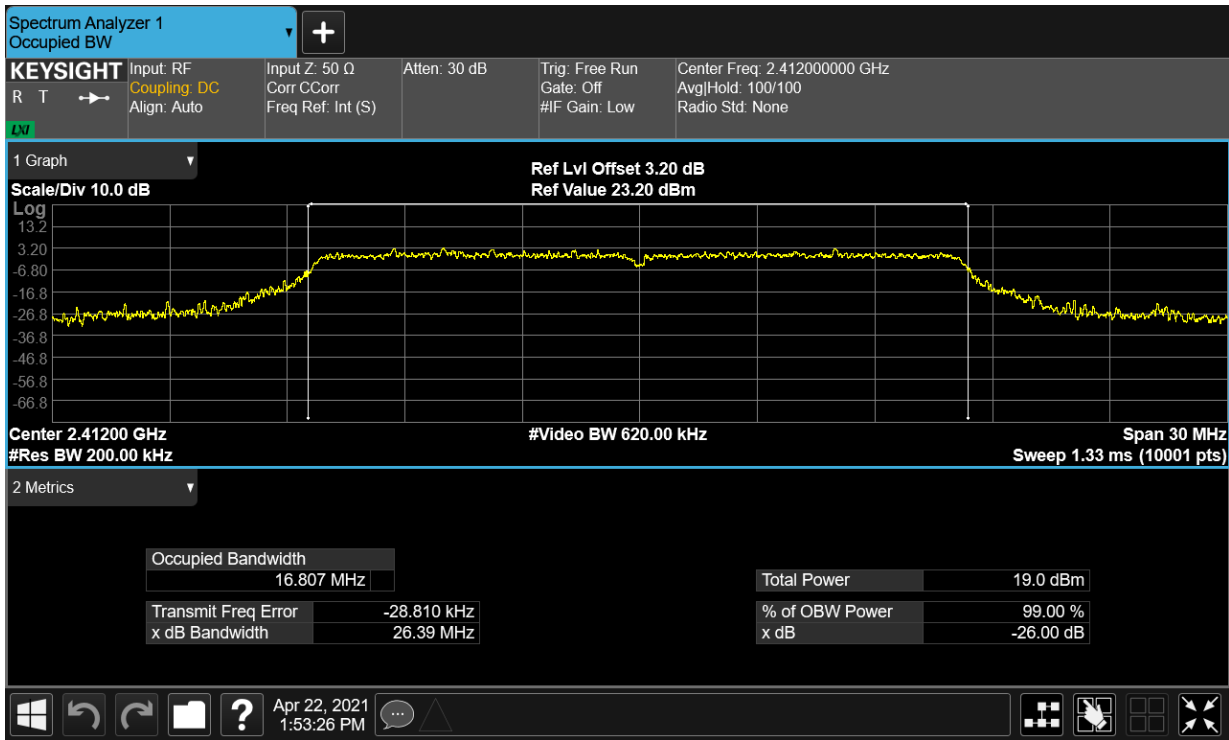 Spectrum Analyzer 1
Occupied BW
+
KEYSIGHT
R T
LXI
Input: RF
Coupling: DC
Align: Auto
Input Z: 50 Ω
Corr CCorr
Freq Ref: Int (S)
Atten: 30 dB
Trig: Free Run
Gate: Off
#IF Gain: Low
Center Freq: 2.412000000 GHz
Avg|Hold: 100/100
Radio Std: None
1 Graph
Scale/Div 10.0 dB
Ref Lvl Offset 3.20 dB
Ref Value 23.20 dBm
Log
13.2
3.20
-6.80
-16.8
-26.8
-36.8
-46.8
-56.8
-66.8
Center 2.41200 GHz
#Video BW 620.00 kHz
Span 30 MHz
#Res BW 200.00 kHz
Sweep 1.33 ms (10001 pts)
2 Metrics
Occupied Bandwidth
16.807 MHz
Transmit Freq Error -28.810 kHz
x dB Bandwidth 26.39 MHz
Total Power 19.0 dBm
% of OBW Power 99.00 %
x dB -26.00 dB
?
Apr 22, 2021
1:53:26 PM